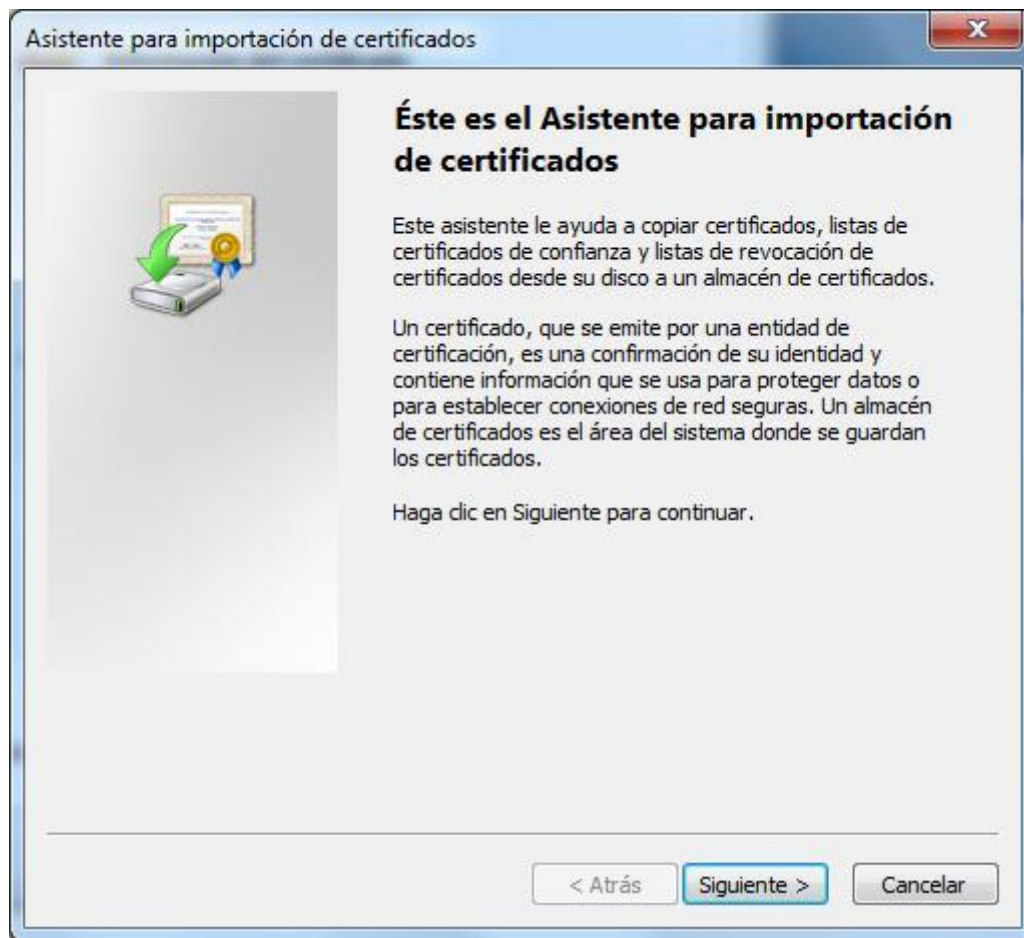 Asistente para importación de certificados
Éste es el Asistente para importación
de certificados
Este asistente le ayuda a copiar certificados, listas de
certificados de confianza y listas de revocación de
certificados desde su disco a un almacén de certificados.
Un certificado, que se emite por una entidad de
certificación, es una confirmación de su identidad y
contiene información que se usa para proteger datos o
para establecer conexiones de red seguras. Un almacén
de certificados es el área del sistema donde se guardan
los certificados.
Haga clic en Siguiente para continuar.
< Atrás
Siguiente >
Cancelar